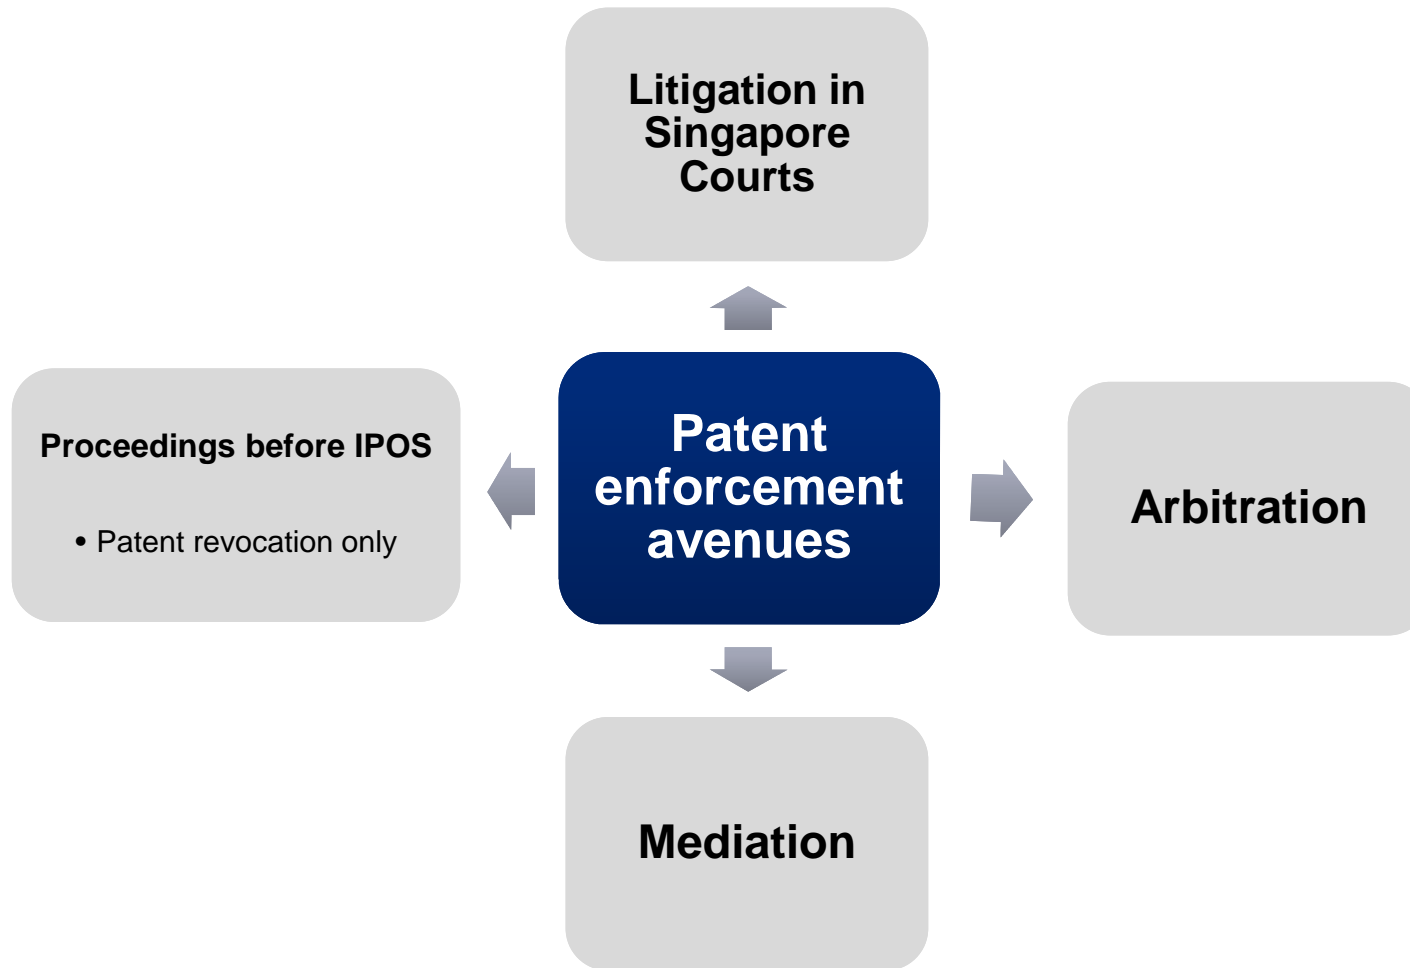 Litigation in
Singapore
Courts
Proceedings before IPOS
• Patent revocation only
Patent
enforcement
avenues
Arbitration
Mediation